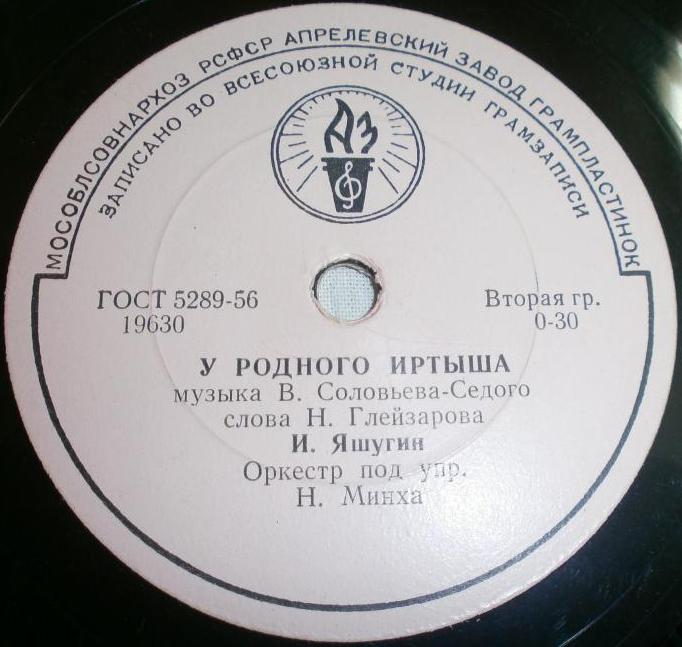 МОСОБЛСОВНАРХОЗ РСФСР АПРЕЛЕВСКИЙ ЗАВОД ГРАМПЛАСТИНОК
ЗАПИСАНО ВО ВСЕСОЮЗНОЙ СТУДИИ ГРАМЗАПИСИ
АЗ
ГОСТ 5289-56
19630
Вторая гр.
0-30
У РОДНОГО ИРТЫША
музыка В. Соловьева-Седого
слова Н. Глейзарова
И. Яшугин
Оркестр под упр.
Н. Минха